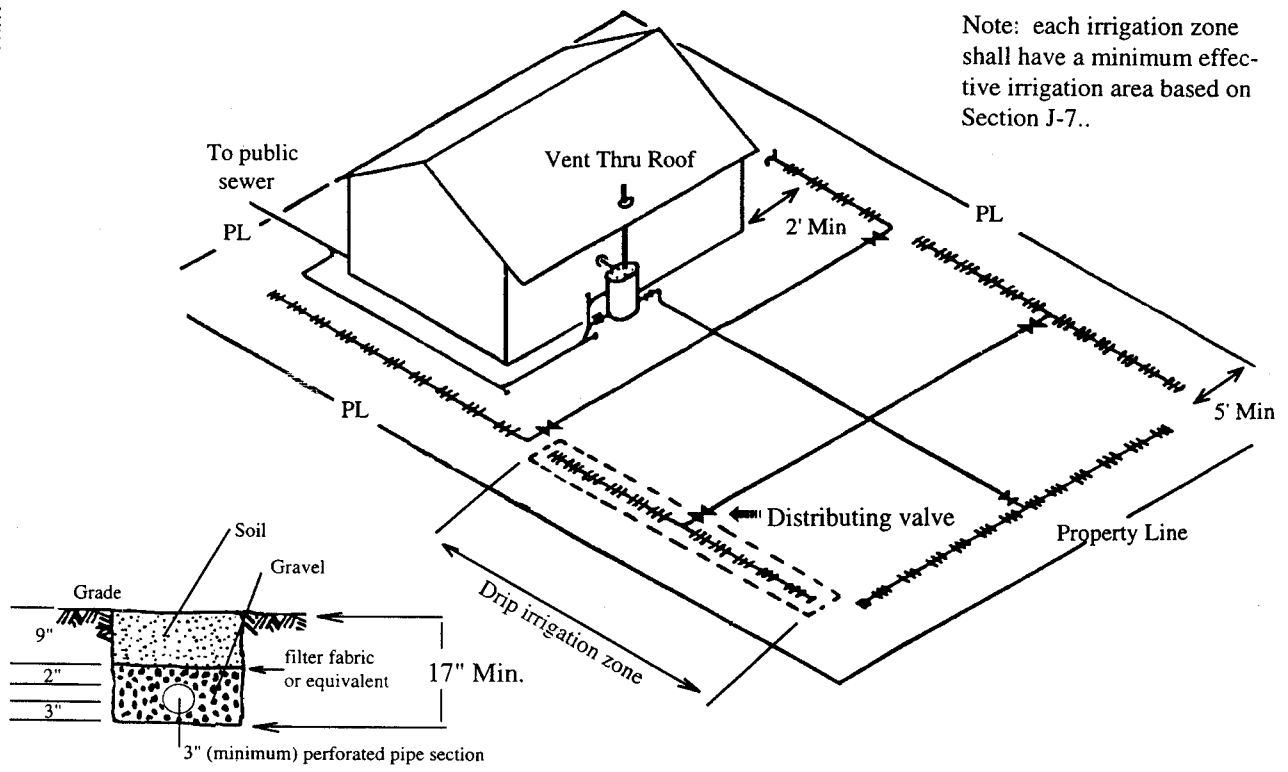 Note: each irrigation zone
shall have a minimum effec-
tive irrigation area based on
Section J-7..
To public
sewer
Vent Thru Roof
PL
2' Min
PL
PL
5' Min
Distributing valve
Property Line
Drip irrigation zone
Soil
Gravel
Grade
9"
filter fabric
or equivalent
17" Min.
2"
3"
3" (minimum) perforated pipe section